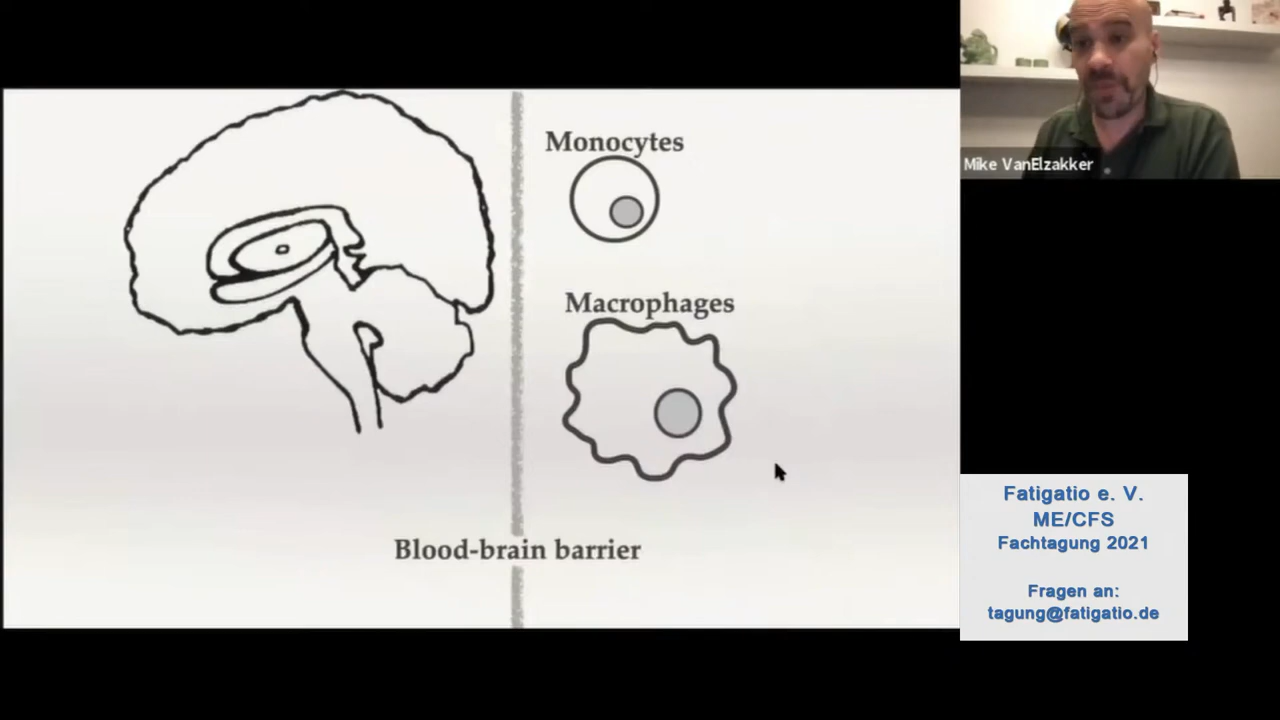 Monocytes
Macrophages
Blood-brain barrier
Mike VanElzakker
Fatigatio e. V.
ME/CFS
Fachtagung 2021
Fragen an:
tagung@fatigatio.de